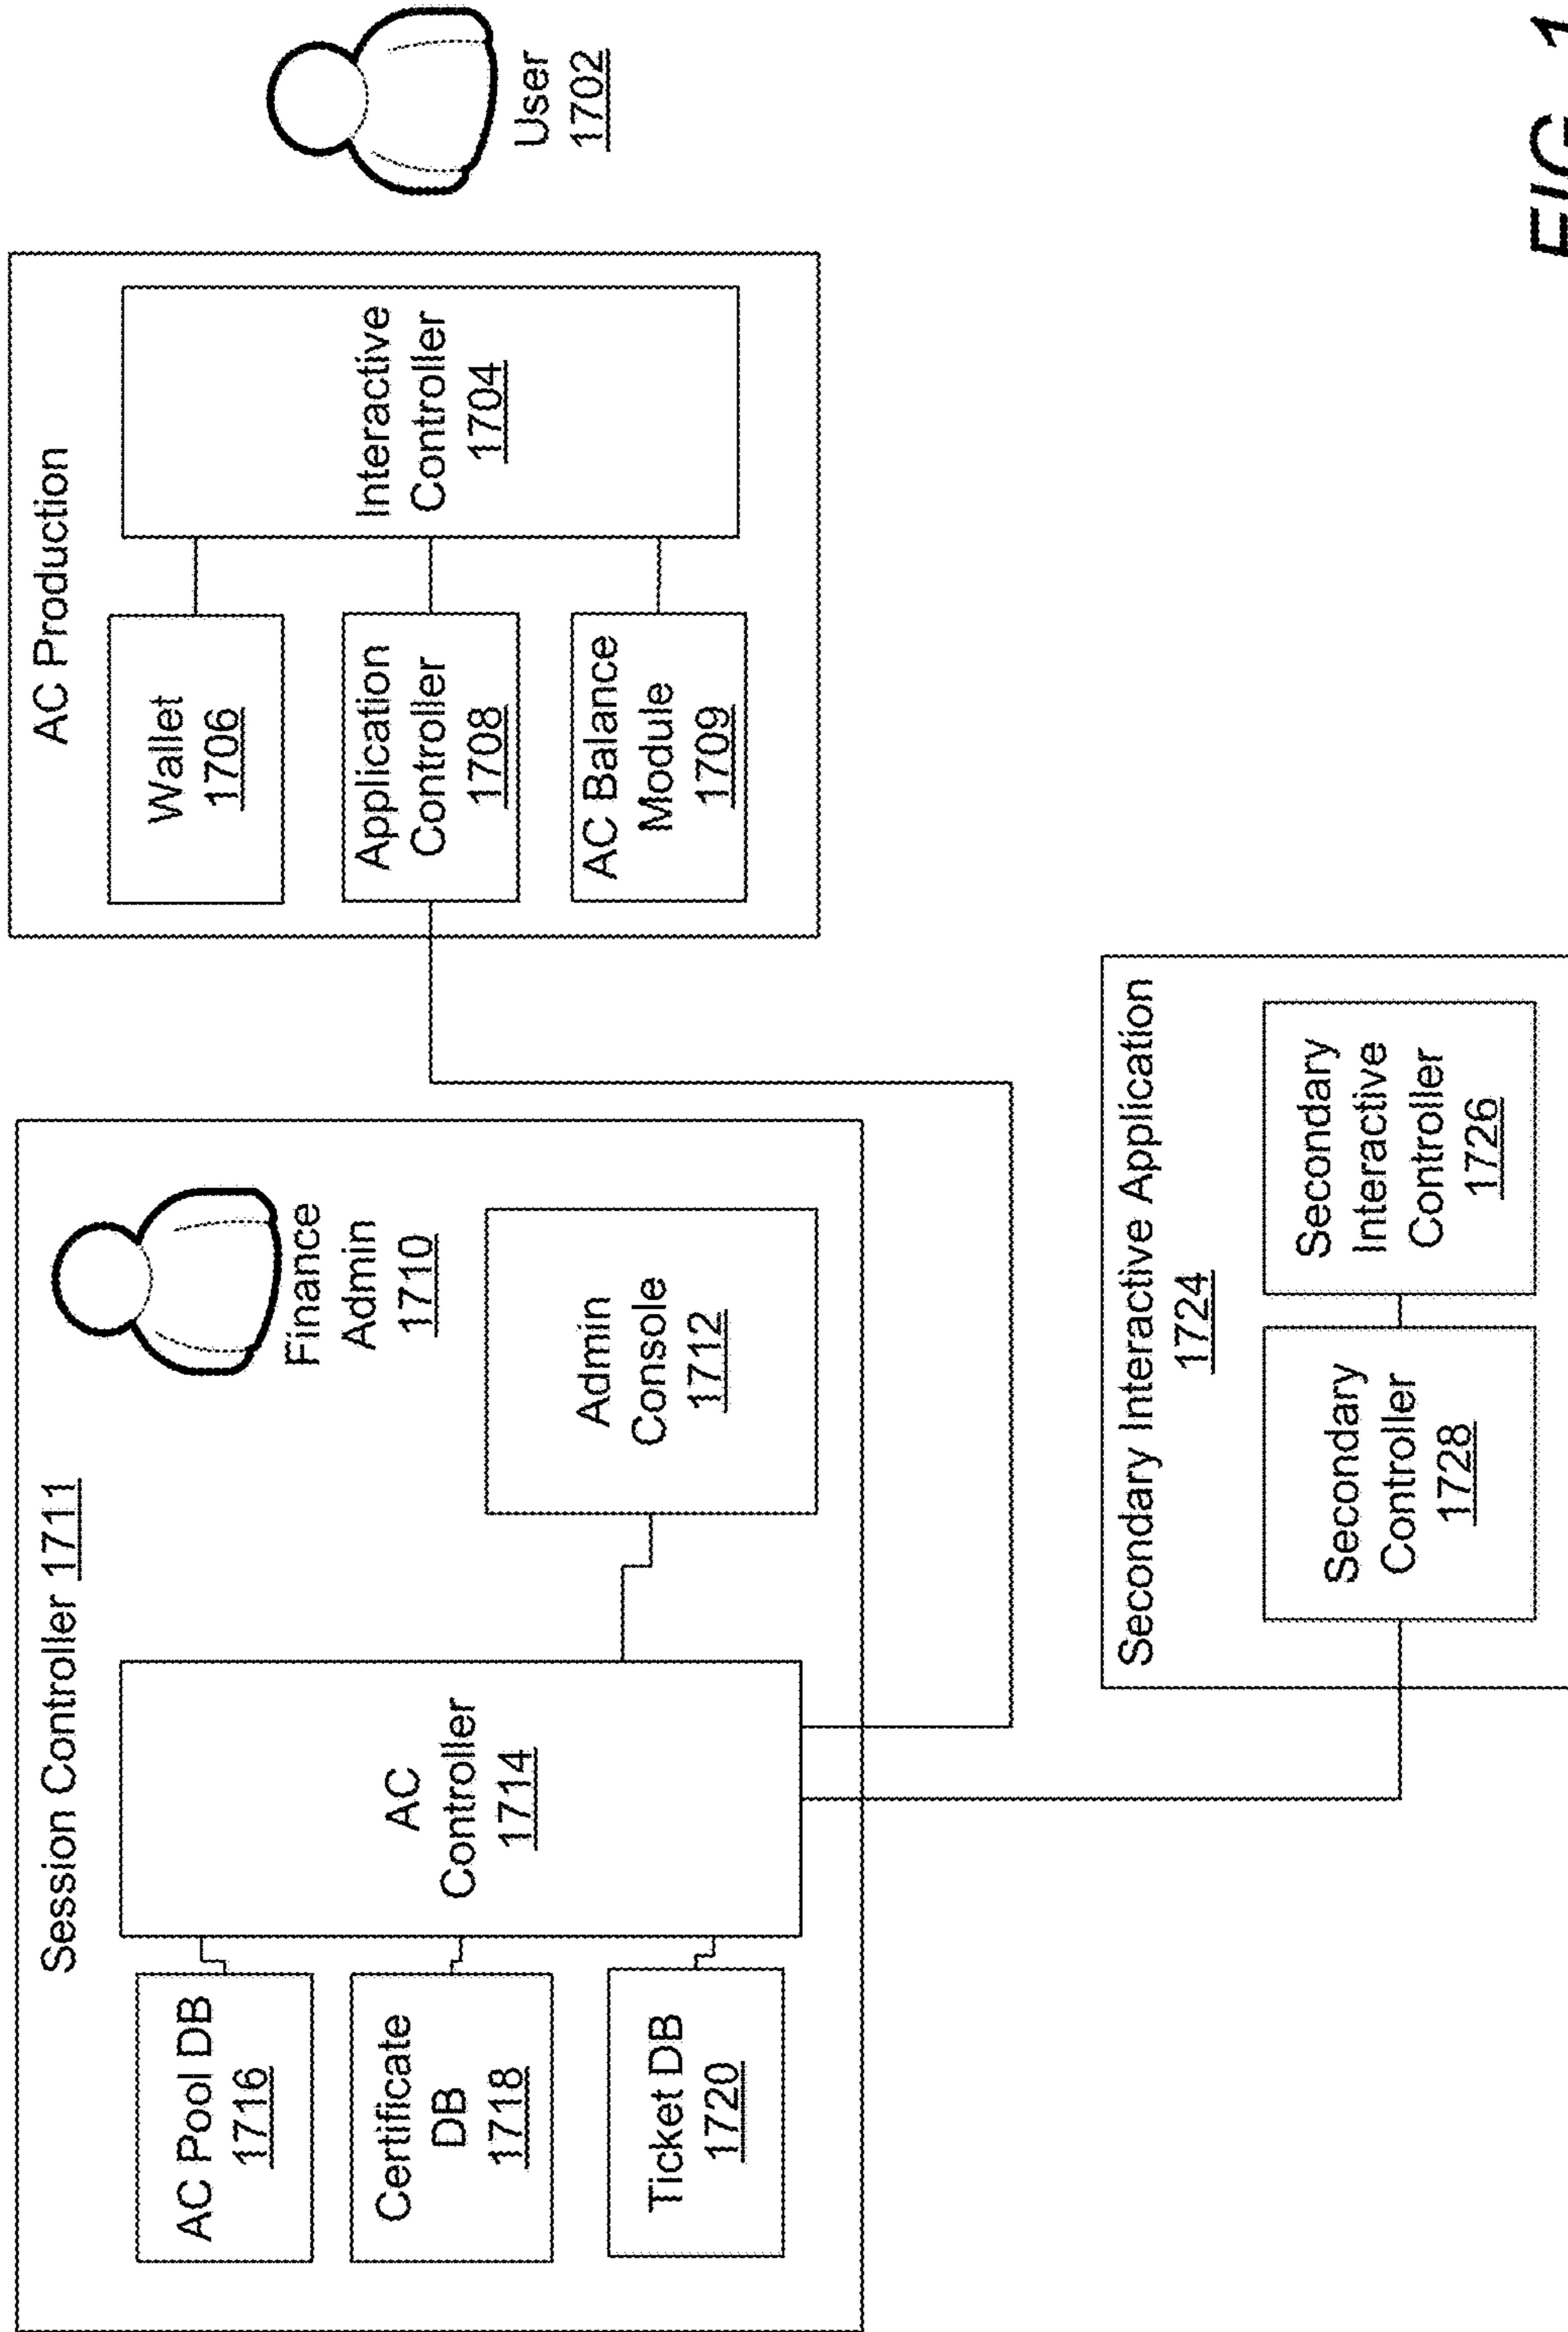 Session Controller 1711
AC Pool DB
1716
Certificate
DB
1718
Ticket DB
1720
AC
Controller
1714
Finance
Admin
1710
Admin
Console
1712
AC Production
Wallet
1706
Application
Controller
1708
AC Balance
Module
1709
Interactive
Controller
1704
User
1702
Secondary Interactive Application
1724
Secondary
Controller
1728
Secondary
Interactive
Controller
1726
FIG. 1